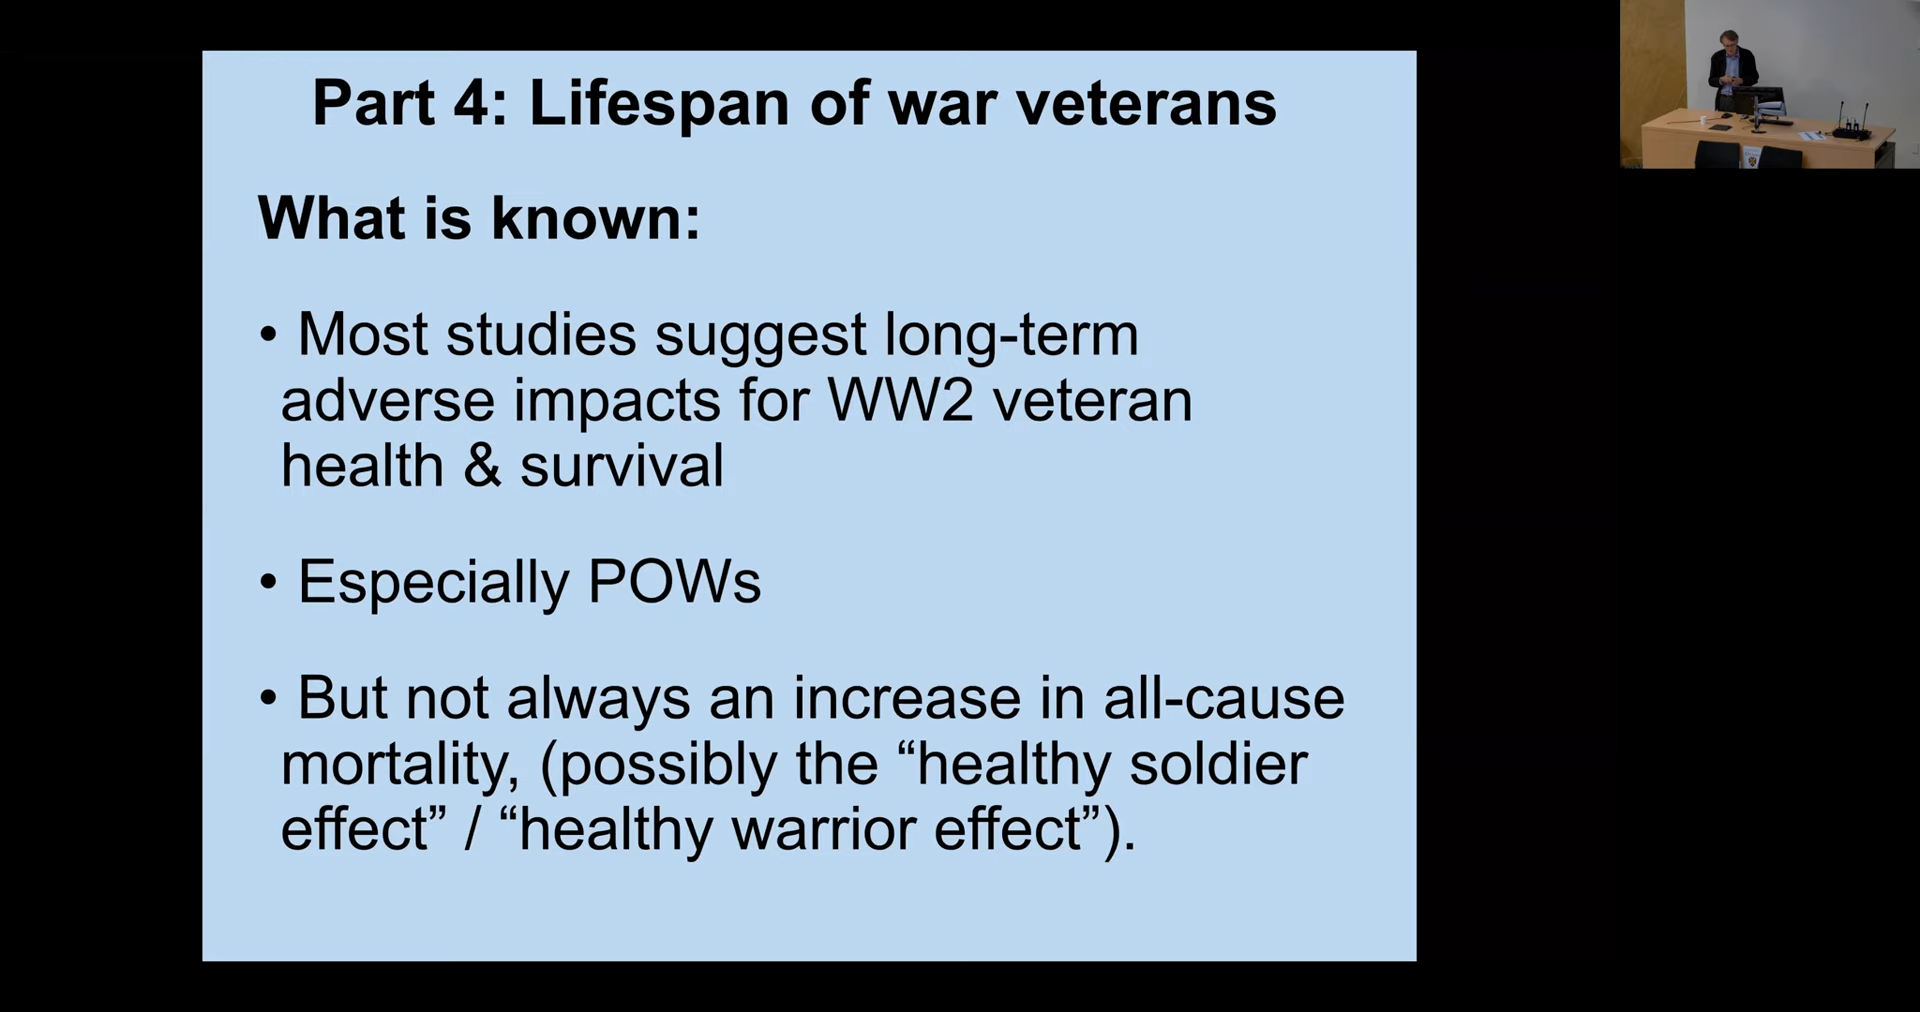 Part 4: Lifespan of war veterans
What is known:
• Most studies suggest long-term
adverse impacts for WW2 veteran
health & survival
• Especially POWs
• But not always an increase in all-cause
mortality, (possibly the “healthy soldier
effect” / “healthy warrior effect”).